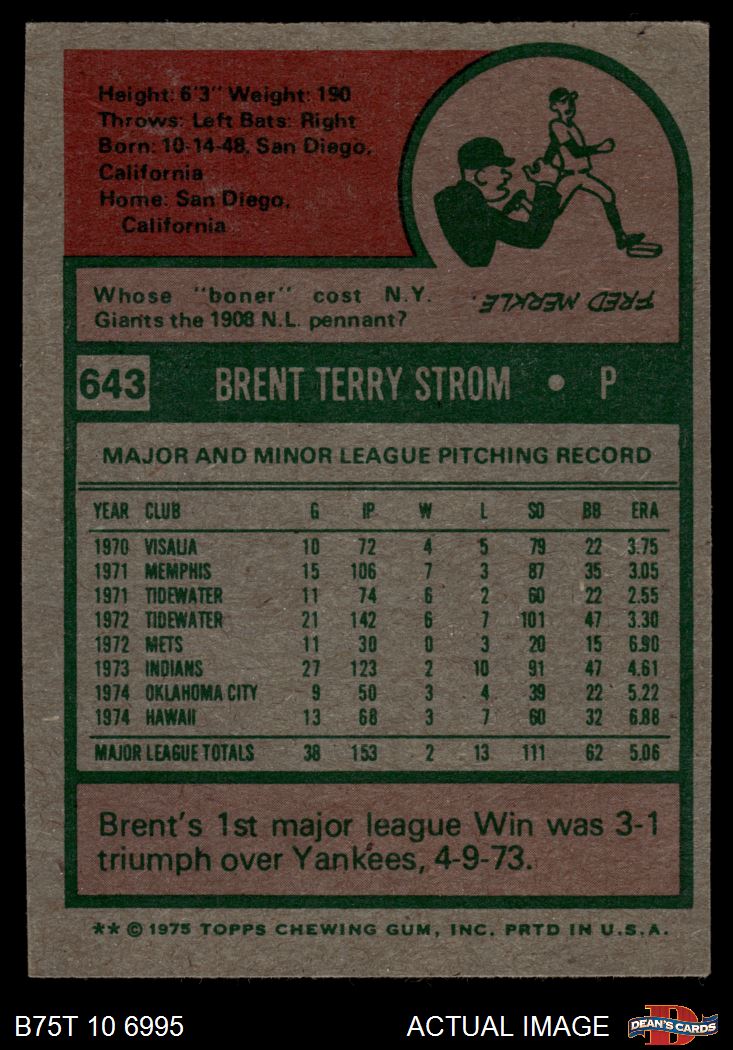 Height: 6'3" Weight: 190
Throws: Left Bats: Right
Born: 10-14-48, San Diego,
California
Home: San Diego,
California
Whose "boner" cost N.Y.
Giants the 1908 N.L. pennant?
FRED MERKLE.
643 BRENT TERRY STROM • P
MAJOR AND MINOR LEAGUE PITCHING RECORD
YEAR CLUB G IP W L SO BB ERA
1970 VISALIA 10 72 4 5 79 22 3.75
1971 MEMPHIS 15 106 7 3 87 35 3.05
1971 TIDEWATER 11 74 6 2 60 22 2.55
1972 TIDEWATER 21 142 6 7 101 47 3.30
1972 METS 11 30 0 3 20 15 6.90
1973 INDIANS 27 123 2 10 91 47 4.61
1974 OKLAHOMA CITY 9 50 3 4 39 22 5.22
1974 HAWAII 13 68 3 7 60 32 6.88
MAJOR LEAGUE TOTALS 38 153 2 13 111 62 5.06
Brent's 1st major league Win was 3-1
triumph over Yankees, 4-9-73.
** © 1975 TOPPS CHEWING GUM, INC. PRTD IN U.S.A.
B75T 10 6995 ACTUAL IMAGE D DEAN'S CARDS